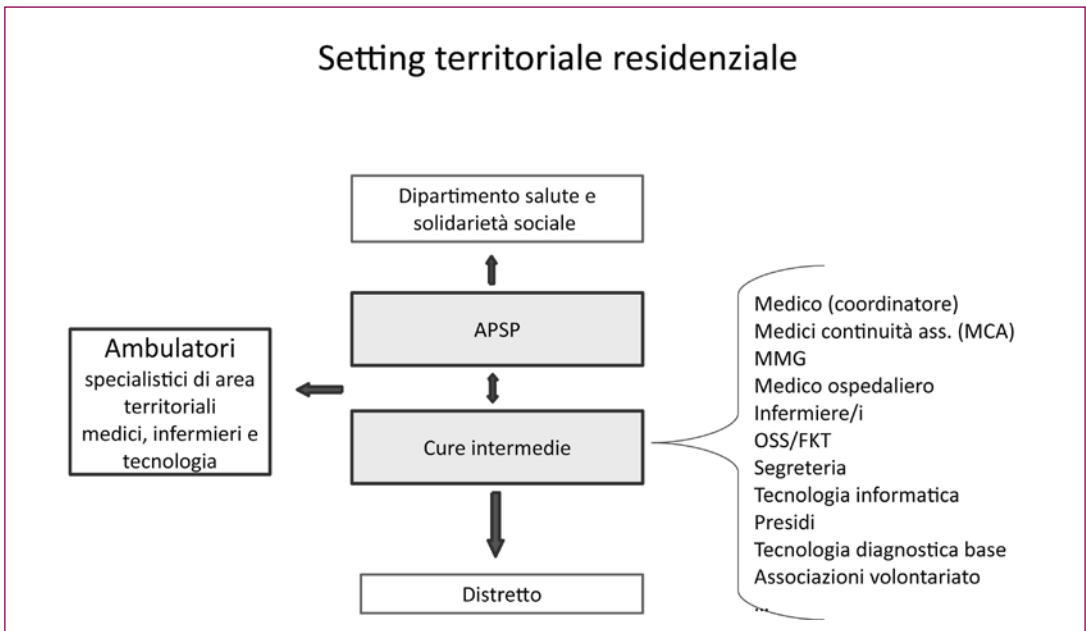 Setting territoriale residenziale
Dipartimento salute e
solidarietà sociale
APSP
Ambulatori
specialistici di area
territoriali
medici, infermieri e
tecnologia
Cure intermedie
Distretto
Medico (coordinatore)
Medici continuità ass. (MCA)
MMG
Medico ospedaliero
Infermiere/i
OSS/FKT
Segreteria
Tecnologia informatica
Presidi
Tecnologia diagnostica base
Associazioni volontariato
...